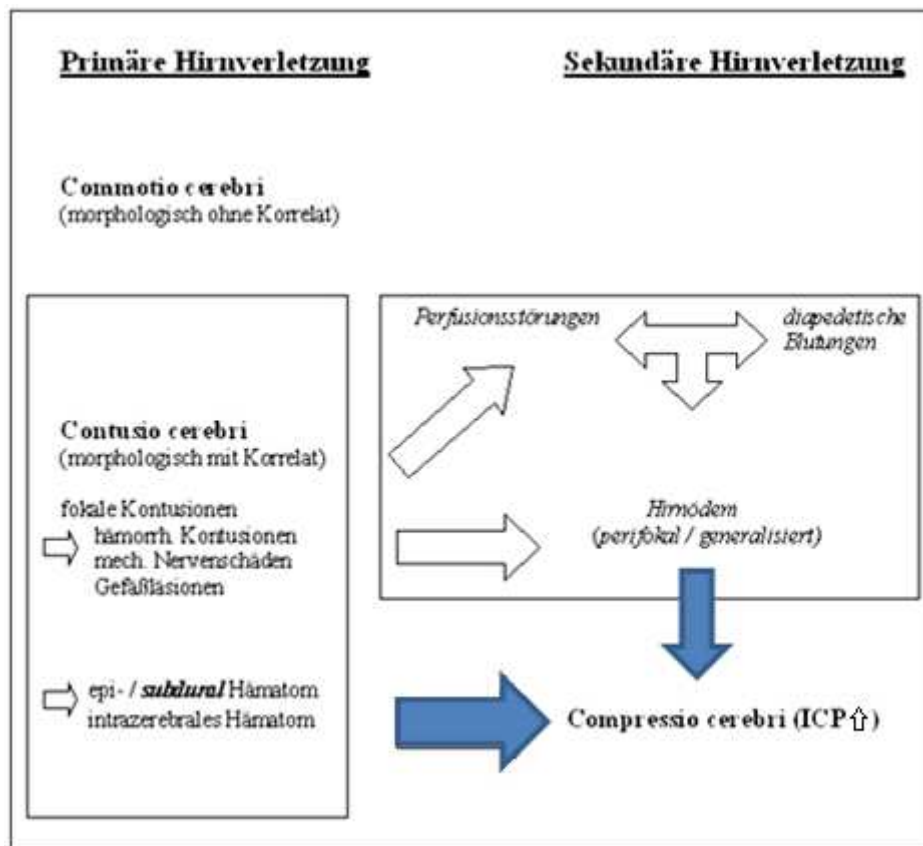 Primäre Hirnverletzung
Sekundäre Hirnverletzung
Commotio cerebri
(morphologisch ohne Korrelat)
Contusio cerebri
(morphologisch mit Korrelat)
fokale Kontusionen
hämorrh. Kontusionen
mech. Nervenschäden
Gefäßläsionen
epi- / subdural Hämatom
intrazerebrales Hämatom
Perfusionsstörungen
diapedetische
Blutungen
Hirnödem
(perifokal / generalisiert)
Compressio cerebri (ICP⇧)